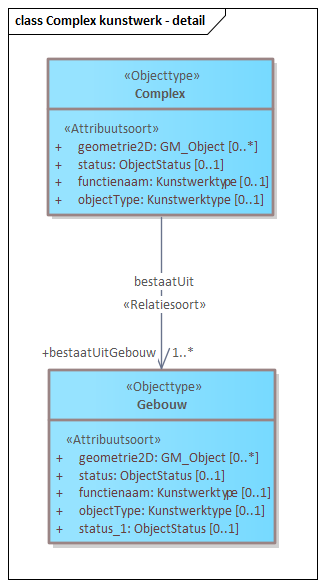 class Complex kunstwerk - detail
«Objecttype»
Complex
«Attribuutsoort»
+ geometrie2D: GM_Object [0..*]
+ status: ObjectStatus [0..1]
+ functienaam: Kunstwerktype [0..1]
+ objectType: Kunstwerktype [0..1]
bestaatUit
«Relatiesoort»
+bestaatUitGebouw 1..*
«Objecttype»
Gebouw
«Attribuutsoort»
+ geometrie2D: GM_Object [0..*]
+ status: ObjectStatus [0..1]
+ functienaam: Kunstwerktype [0..1]
+ objectType: Kunstwerktype [0..1]
+ status_1: ObjectStatus [0..1]